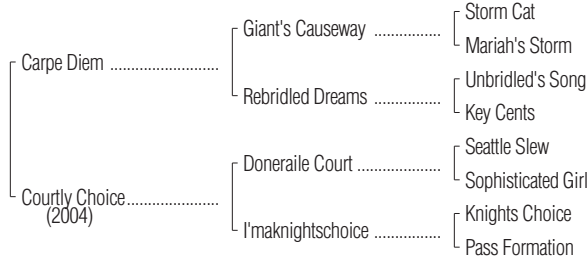 Storm Cat
Giant's Causeway ................
Mariah's Storm
Carpe Diem ..........................
Unbridled's Song
Rebridled Dreams ................
Key Cents
Seattle Slew
Doneraile Court ....................
Sophisticated Girl
Courtly Choice......................
(2004)
Knights Choice
I'maknightschoice ................
Pass Formation